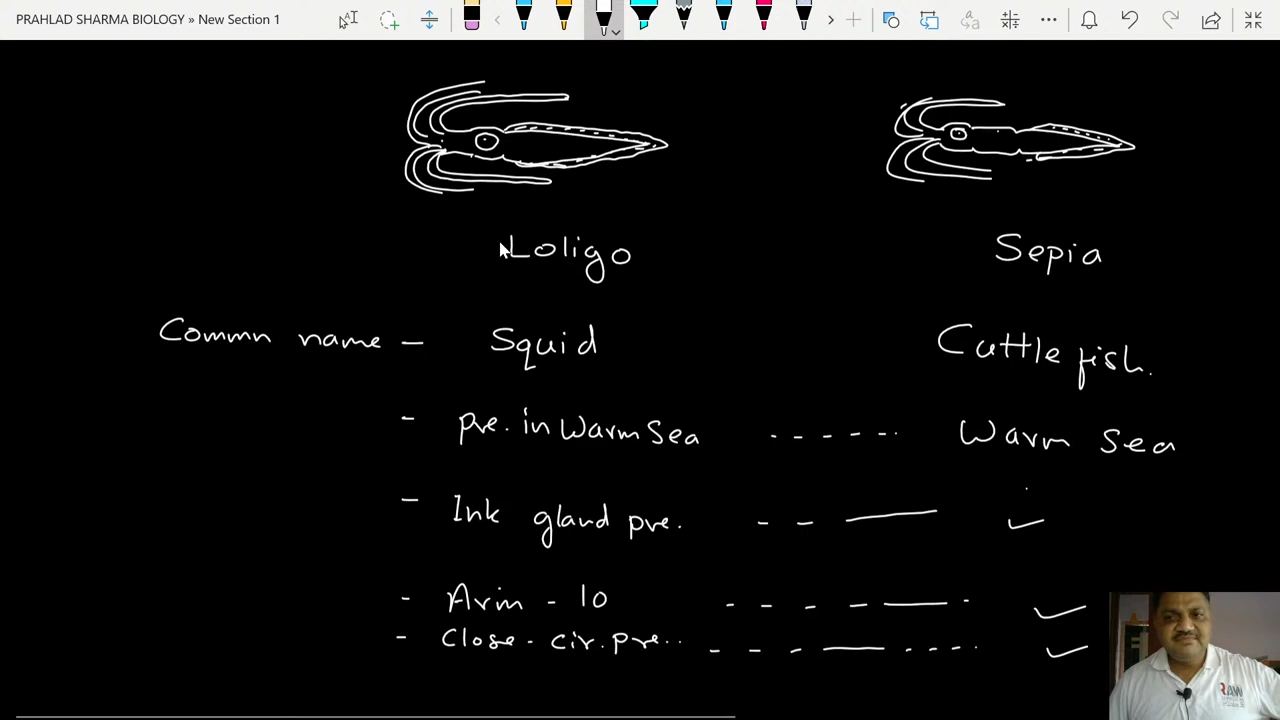 PRAHLAD SHARMA BIOLOGY » New Section 1
Loligo Sepia
Commn name – Squid Cuttle fish.
- Pre. in Warm Sea ------ Warm Sea
- Ink gland pre. - - — ✓
- Arm - 10 - - - - — - ✓
- Close - cir. pre.. - - - — - - - - ✓
RAW